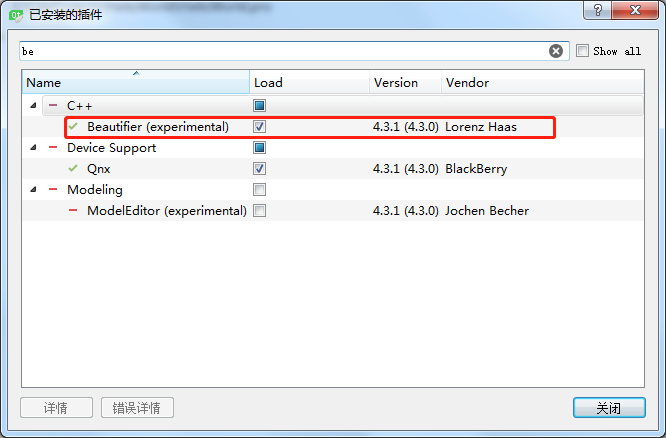 已安装的插件
be
Show all
Name Load Version Vendor
C++
Beautifier (experimental) 4.3.1 (4.3.0) Lorenz Haas
Device Support
Qnx 4.3.1 (4.3.0) BlackBerry
Modeling
ModelEditor (experimental) 4.3.1 (4.3.0) Jochen Becher
详情 错误详情 关闭